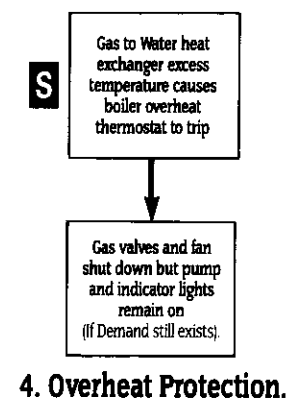 S
Gas to Water heat
exchanger excess
temperature causes
boiler overheat
thermostat to trip
Gas valves and fan
shut down but pump
and indicator lights
remain on
(If Demand still exists).
4. Overheat Protection.